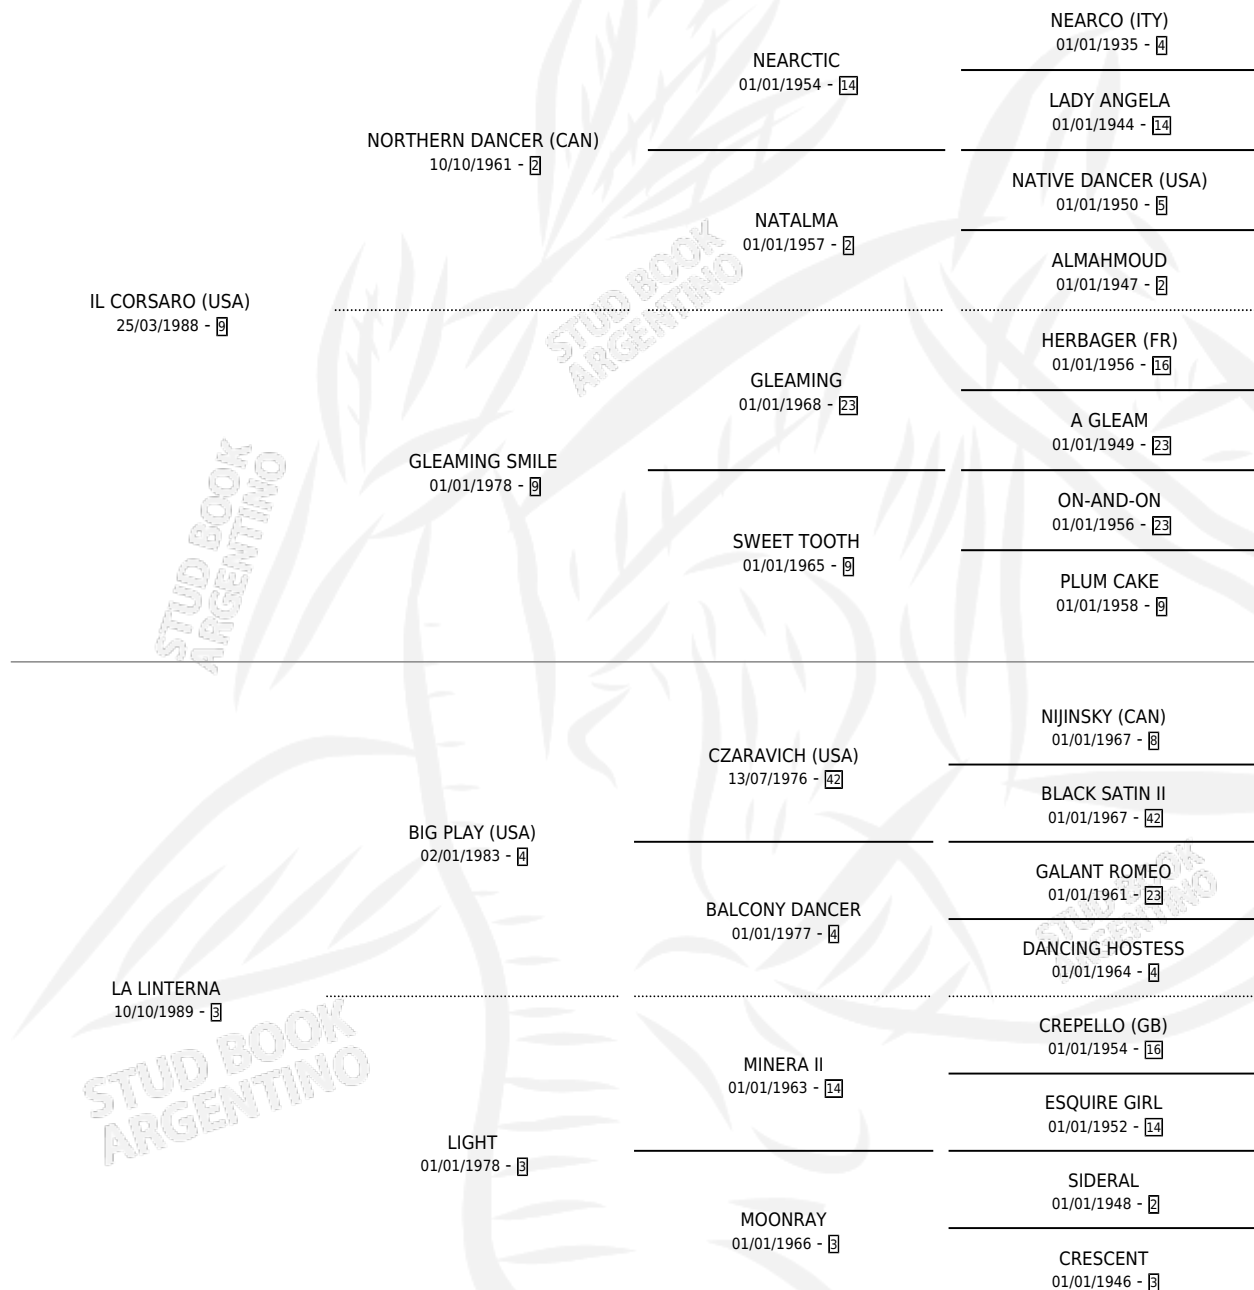 NEARCO (ITY)
01/01/1935 - 4
NEARCTIC
01/01/1954 - 14
LADY ANGELA
01/01/1944 - 14
NORTHERN DANCER (CAN)
10/10/1961 - 2
NATIVE DANCER (USA)
01/01/1950 - 5
NATALMA
01/01/1957 - 2
ALMAHMOUD
01/01/1947 - 2
IL CORSARO (USA)
25/03/1988 - 9
HERBAGER (FR)
01/01/1956 - 16
GLEAMING
01/01/1968 - 23
A GLEAM
01/01/1949 - 23
GLEAMING SMILE
01/01/1978 - 9
ON-AND-ON
01/01/1956 - 23
SWEET TOOTH
01/01/1965 - 9
PLUM CAKE
01/01/1958 - 9
NIJINSKY (CAN)
01/01/1967 - 8
CZARAVICH (USA)
13/07/1976 - 42
BLACK SATIN II
01/01/1967 - 42
BIG PLAY (USA)
02/01/1983 - 4
GALANT ROMEO
01/01/1961 - 23
BALCONY DANCER
01/01/1977 - 4
DANCING HOSTESS
01/01/1964 - 4
LA LINTERNA
10/10/1989 - 3
CREPELLO (GB)
01/01/1954 - 16
MINERA II
01/01/1963 - 14
ESQUIRE GIRL
01/01/1952 - 14
LIGHT
01/01/1978 - 3
SIDERAL
01/01/1948 - 2
MOONRAY
01/01/1966 - 3
CRESCENT
01/01/1946 - 3
STUD BOOK
ARGENTINO
STUD BOOK
ARGENTINO
STUD BOOK
ARGENTINO
STUD BOOK
ARGENTINO